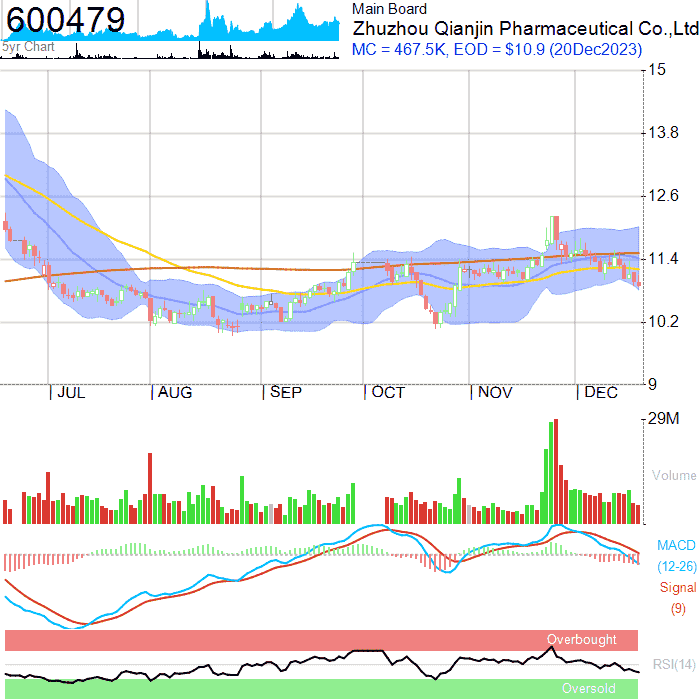 600479
5yr Chart
Main Board
Zhuzhou Qianjin Pharmaceutical Co.,Ltd
MC = 467.5K, EOD = $10.9 (20Dec2023)
15
13.8
12.6
11.4
10.2
9
JUL AUG SEP OCT NOV DEC
29M
Volume
MACD
(12-26)
Signal
(9)
Overbought
RSI(14)
Oversold